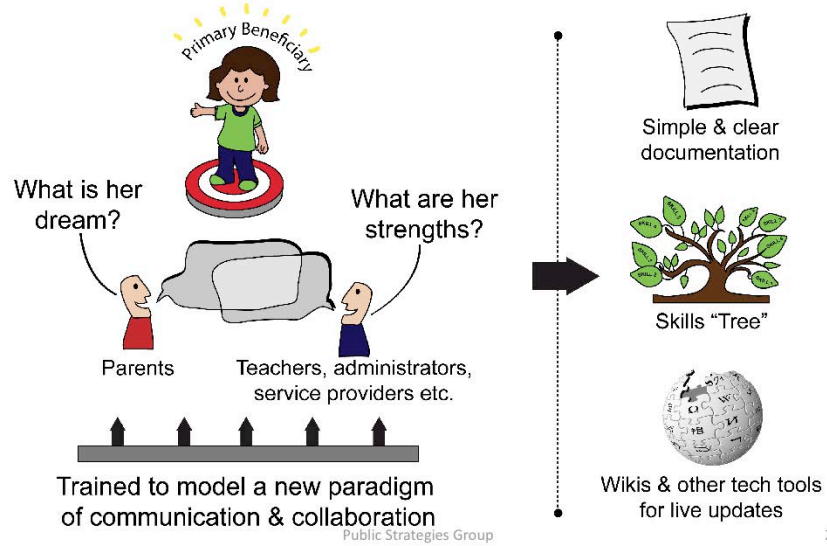 Primary Beneficiary
What is her
dream?
What are her
strengths?
Parents
Teachers, administrators,
service providers etc.
Trained to model a new paradigm
of communication & collaboration
Simple & clear
documentation
Skills “Tree”
Wikis & other tech tools
for live updates
Public Strategies Group